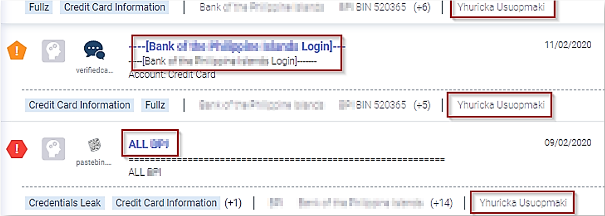 Fullz Credit Card Information | Bank of the Philippine Islands BPI BIN 520365 (+6) | Yhuricka Usuopmaki
----[Bank of the Philippine Islands Login]---
----[Bank of the Philippine Islands Login]-------
11/02/2020
verifiedca...
Account: Credit Card
Credit Card Information Fullz | Bank of the Philippine Islands BPI BIN 520365 (+5) | Yhuricka Usuopmaki
ALL BPI
09/02/2020
pastebin...
==========================================================
ALL BPI
Credentials Leak Credit Card Information (+1) | BPI Bank of the Philippine Islands (+14) | Yhuricka Usuopmaki